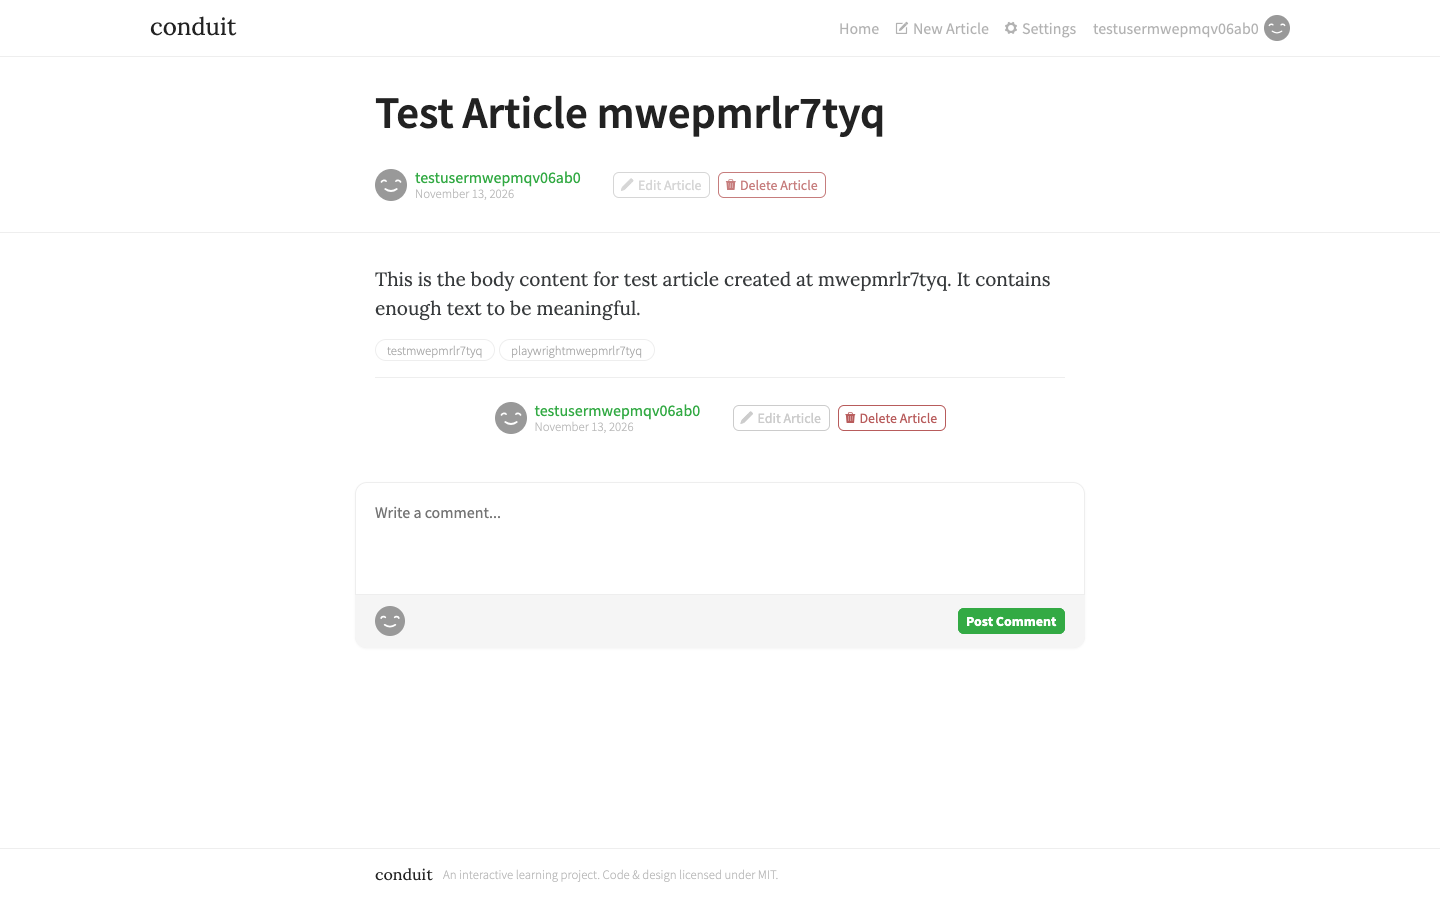 conduit
Home New Article Settings testusermwepmqv06ab0
Test Article mwepmrlr7tyq
testusermwepmqv06ab0
November 13, 2026
Edit Article Delete Article
This is the body content for test article created at mwepmrlr7tyq. It contains
enough text to be meaningful.
testmwepmrlr7tyq playwrightmwepmrlr7tyq
testusermwepmqv06ab0
November 13, 2026
Edit Article Delete Article
Write a comment...
Post Comment
conduit An interactive learning project. Code & design licensed under MIT.